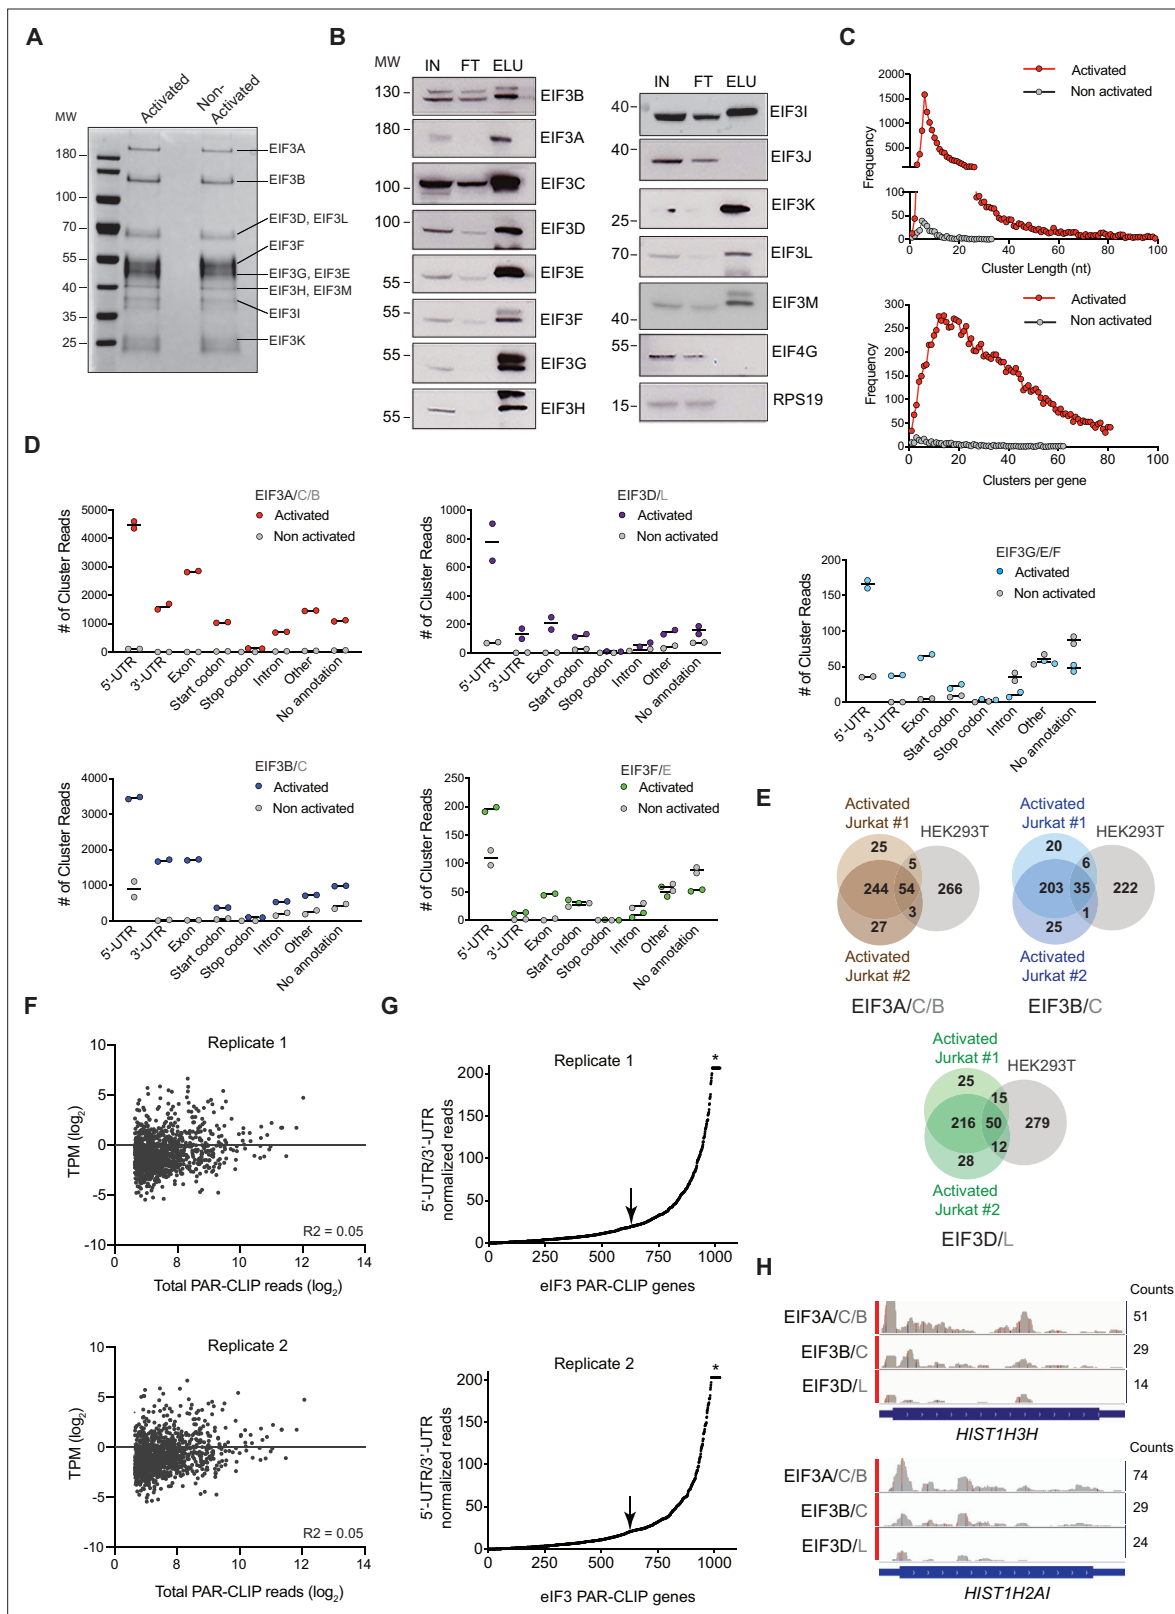 A
MW
Activated
Non-
Activated
180
100
70
55
40
35
25
EIF3A
EIF3B
EIF3D, EIF3L
EIF3F
EIF3G, EIF3E
EIF3H, EIF3M
EIF3I
EIF3K
B
MW
IN FT ELU
130
EIF3B
180
EIF3A
100
EIF3C
100
EIF3D
55
EIF3E
55
EIF3F
55
EIF3G
55
EIF3H
IN FT ELU
40
EIF3I
40
EIF3J
25
EIF3K
70
EIF3L
40
EIF3M
55
EIF4G
15
RPS19
C
Activated
Non activated
Frequency
2000
1500
1000
500
100
50
0
0 20 40 60 80 100
Cluster Length (nt)
Activated
Non activated
Frequency
300
250
200
150
100
50
0
0 20 40 60 80 100
Clusters per gene
D
EIF3A/C/B
Activated
Non activated
# of Cluster Reads
5000
4000
3000
2000
1000
0
5'-UTR
3'-UTR
Exon
Start codon
Stop codon
Intron
Other
No annotation
EIF3D/L
Activated
Non activated
# of Cluster Reads
1000
800
600
400
200
0
5'-UTR
3'-UTR
Exon
Start codon
Stop codon
Intron
Other
No annotation
EIF3G/E/F
Activated
Non activated
# of Cluster Reads
200
150
100
50
0
5'-UTR
3'-UTR
Exon
Start codon
Stop codon
Intron
Other
No annotation
EIF3B/C
Activated
Non activated
# of Cluster Reads
4000
3000
2000
1000
0
5'-UTR
3'-UTR
Exon
Start codon
Stop codon
Intron
Other
No annotation
EIF3F/E
Activated
Non activated
# of Cluster Reads
250
200
150
100
50
0
5'-UTR
3'-UTR
Exon
Start codon
Stop codon
Intron
Other
No annotation
E
Activated
Jurkat #1
HEK293T
25
5
244 54 266
3
27
Activated
Jurkat #2
EIF3A/C/B
Activated
Jurkat #1
HEK293T
20
6
203 35 222
1
25
Activated
Jurkat #2
EIF3B/C
Activated
Jurkat #1
HEK293T
25
15
216 50 279
12
28
Activated
Jurkat #2
EIF3D/L
F
Replicate 1
TPM (log2)
10
5
0
-5
-10
R2 = 0.05
0 6 8 10 12 14
Total PAR-CLIP reads (log2)
Replicate 2
TPM (log2)
10
5
0
-5
-10
R2 = 0.05
0 6 8 10 12 14
Total PAR-CLIP reads (log2)
G
Replicate 1
*
5'-UTR/3'-UTR
normalized reads
200
150
100
50
0
0 250 500 750 1000
eIF3 PAR-CLIP genes
Replicate 2
*
5'-UTR/3'-UTR
normalized reads
200
150
100
50
0
0 250 500 750 1000
eIF3 PAR-CLIP genes
H
Counts
EIF3A/C/B 51
EIF3B/C 29
EIF3D/L 14
HIST1H3H
Counts
EIF3A/C/B 74
EIF3B/C 29
EIF3D/L 24
HIST1H2AI